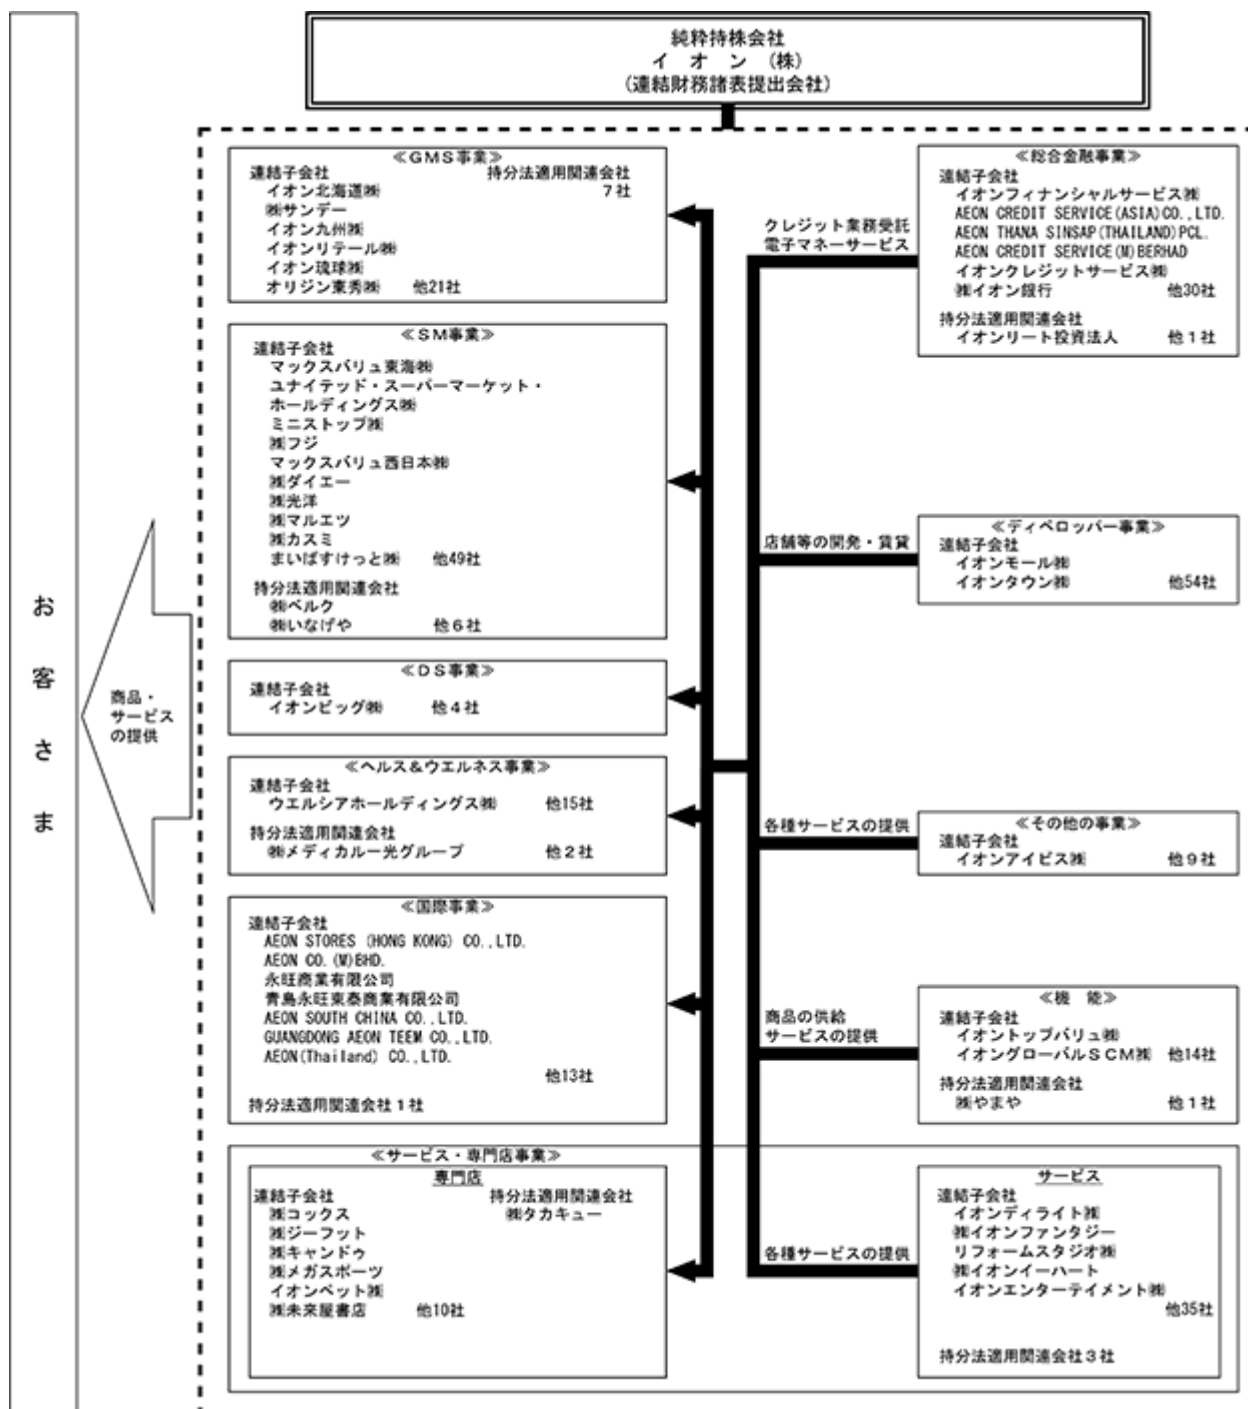 純粋持株会社
イ オ ン (株)
(連結財務諸表提出会社)
お客さま
商品・
サービス
の提供
≪GMS事業≫
連結子会社 持分法適用関連会社
イオン北海道㈱ 7社
㈱サンデー
イオン九州㈱
イオンリテール㈱
イオン琉球㈱
オリジン東秀㈱ 他21社
≪SM事業≫
連結子会社
マックスバリュ東海㈱
ユナイテッド・スーパーマーケット・
ホールディングス㈱
ミニストップ㈱
㈱フジ
マックスバリュ西日本㈱
㈱ダイエー
㈱光洋
㈱マルエツ
㈱カスミ
まいばすけっと㈱ 他49社
持分法適用関連会社
㈱ベルク
㈱いなげや 他6社
≪DS事業≫
連結子会社
イオンビッグ㈱ 他4社
≪ヘルス&ウエルネス事業≫
連結子会社
ウエルシアホールディングス㈱ 他15社
持分法適用関連会社
㈱メディカル一光グループ 他2社
≪国際事業≫
連結子会社
AEON STORES (HONG KONG) CO.,LTD.
AEON CO.(M)BHD.
永旺商業有限公司
青島永旺東泰商業有限公司
AEON SOUTH CHINA CO.,LTD.
GUANGDONG AEON TEEM CO.,LTD.
AEON(Thailand) CO.,LTD.
他13社
持分法適用関連会社1社
≪サービス・専門店事業≫
専門店
連結子会社 持分法適用関連会社
㈱コックス ㈱タカキュー
㈱ジーフット
㈱キャンドゥ
㈱メガスポーツ
イオンペット㈱
㈱未来屋書店 他10社
クレジット業務受託
電子マネーサービス
≪総合金融事業≫
連結子会社
イオンフィナンシャルサービス㈱
AEON CREDIT SERVICE(ASIA)CO.,LTD.
AEON THANA SINSAP(THAILAND)PCL.
AEON CREDIT SERVICE(M)BERHAD
イオンクレジットサービス㈱
㈱イオン銀行 他30社
持分法適用関連会社
イオンリート投資法人 他1社
店舗等の開発・賃貸
≪ディベロッパー事業≫
連結子会社
イオンモール㈱
イオンタウン㈱ 他54社
各種サービスの提供
≪その他の事業≫
連結子会社
イオンアイビス㈱ 他9社
商品の供給
サービスの提供
≪機 能≫
連結子会社
イオントップバリュ㈱
イオングローバルSCM㈱ 他14社
持分法適用関連会社
㈱やまや 他1社
各種サービスの提供
サービス
連結子会社
イオンディライト㈱
㈱イオンファンタジー
リフォームスタジオ㈱
㈱イオンイーハート
イオンエンターテイメント㈱
他35社
持分法適用関連会社3社